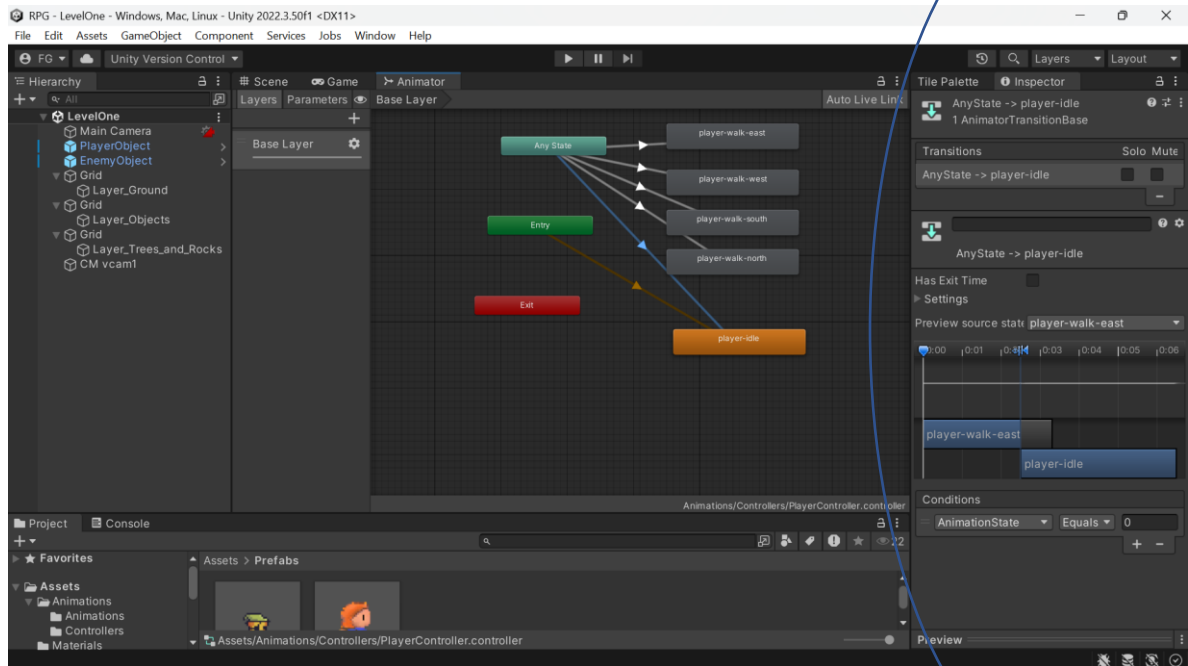 RPG - LevelOne - Windows, Mac, Linux - Unity 2022.3.50f1 <DX11>
File Edit Assets GameObject Component Services Jobs Window Help
FG Unity Version Control Layers Layout
Hierarchy
All
LevelOne
Main Camera
PlayerObject
EnemyObject
Grid
Layer_Ground
Grid
Layer_Objects
Grid
Layer_Trees_and_Rocks
CM vcam1
Scene Game Animator
Layers Parameters Base Layer Auto Live Link
Base Layer
Any State
player-walk-east
player-walk-west
player-walk-south
player-walk-north
Entry
Exit
player-idle
Animations/Controllers/PlayerController.controller
Tile Palette Inspector
AnyState -> player-idle
1 AnimatorTransitionBase
Transitions Solo Mute
AnyState -> player-idle
AnyState -> player-idle
Has Exit Time
Settings
Preview source state player-walk-east
0:00 0:01 0:03 0:04 0:05 0:06
player-walk-east
player-idle
Conditions
AnimationState Equals 0
Preview
Project Console
22
Favorites
Assets
Animations
Animations
Controllers
Materials
Assets > Prefabs
Assets/Animations/Controllers/PlayerController.controller